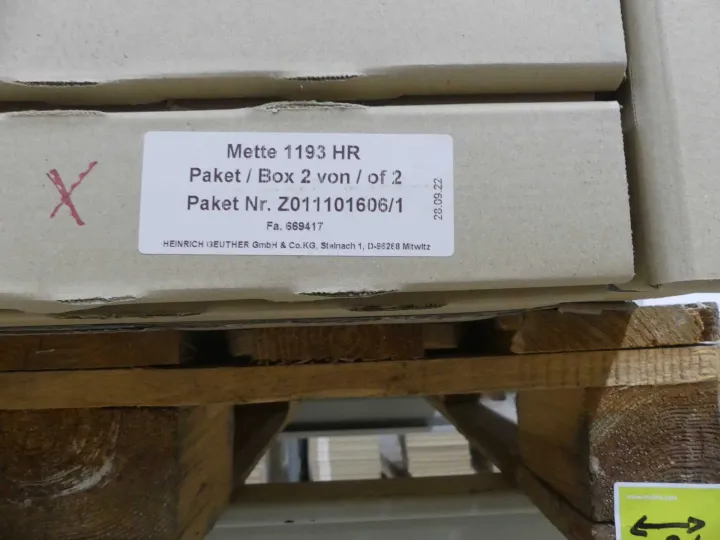 Mette 1193 HR
Paket / Box 2 von / of 2
Paket Nr. Z011101606/1
Fa. 669417
HEINRICH GEUTHER GmbH & Co.KG, Steinach 1, D-96268 Mitwitz
28.09.22
X